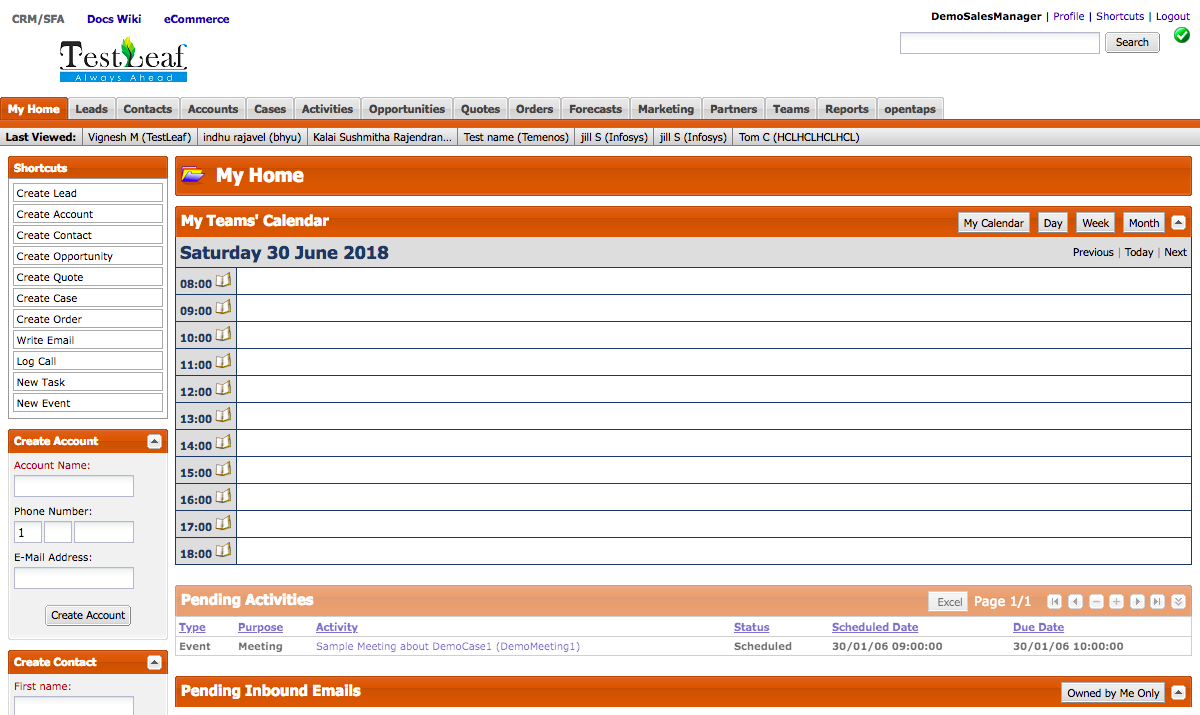 CRM/SFA Docs Wiki eCommerce
DemoSalesManager | Profile | Shortcuts | Logout
TestLeaf
Always Ahead
Search
My Home Leads Contacts Accounts Cases Activities Opportunities Quotes Orders Forecasts Marketing Partners Teams Reports opentaps
Last Viewed: Vignesh M (TestLeaf) indhu rajavel (bhyu) Kalai Sushmitha Rajendran... Test name (Temenos) jill S (Infosys) jill S (Infosys) Tom C (HCLHCLHCLHCL)
Shortcuts
Create Lead
Create Account
Create Contact
Create Opportunity
Create Quote
Create Case
Create Order
Write Email
Log Call
New Task
New Event
Create Account
Account Name:
Phone Number:
1
E-Mail Address:
Create Account
Create Contact
First name:
My Home
My Teams' Calendar My Calendar Day Week Month
Saturday 30 June 2018 Previous | Today | Next
08:00
09:00
10:00
11:00
12:00
13:00
14:00
15:00
16:00
17:00
18:00
Pending Activities Excel Page 1/1
Type Purpose Activity Status Scheduled Date Due Date
Event Meeting Sample Meeting about DemoCase1 (DemoMeeting1) Scheduled 30/01/06 09:00:00 30/01/06 10:00:00
Pending Inbound Emails Owned by Me Only